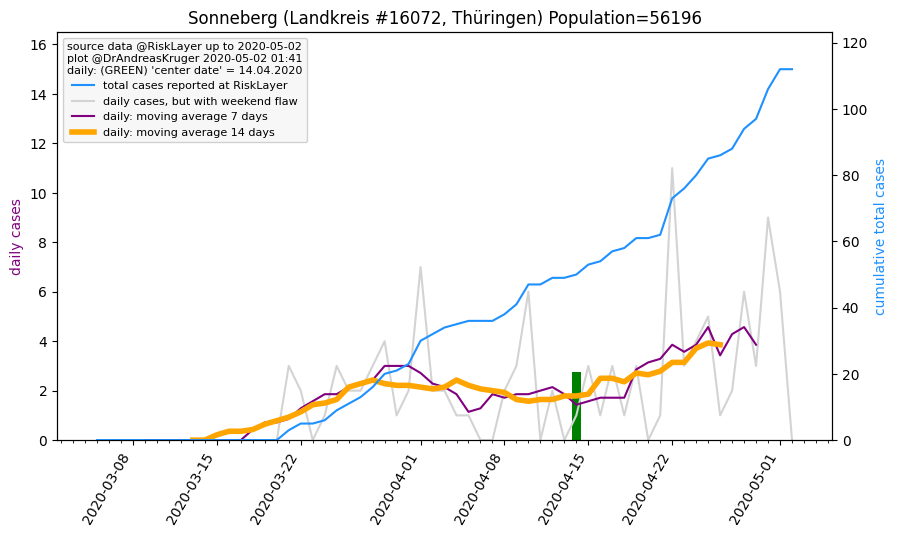 Sonneberg (Landkreis #16072, Thüringen) Population=56196
source data @RiskLayer up to 2020-05-02
plot @DrAndreasKruger 2020-05-02 01:41
daily: (GREEN) 'center date' = 14.04.2020
total cases reported at RiskLayer
daily cases, but with weekend flaw
daily: moving average 7 days
daily: moving average 14 days
daily cases
16
14
12
10
8
6
4
2
0
cumulative total cases
120
100
80
60
40
20
0
2020-03-08
2020-03-15
2020-03-22
2020-04-01
2020-04-08
2020-04-15
2020-04-22
2020-05-01